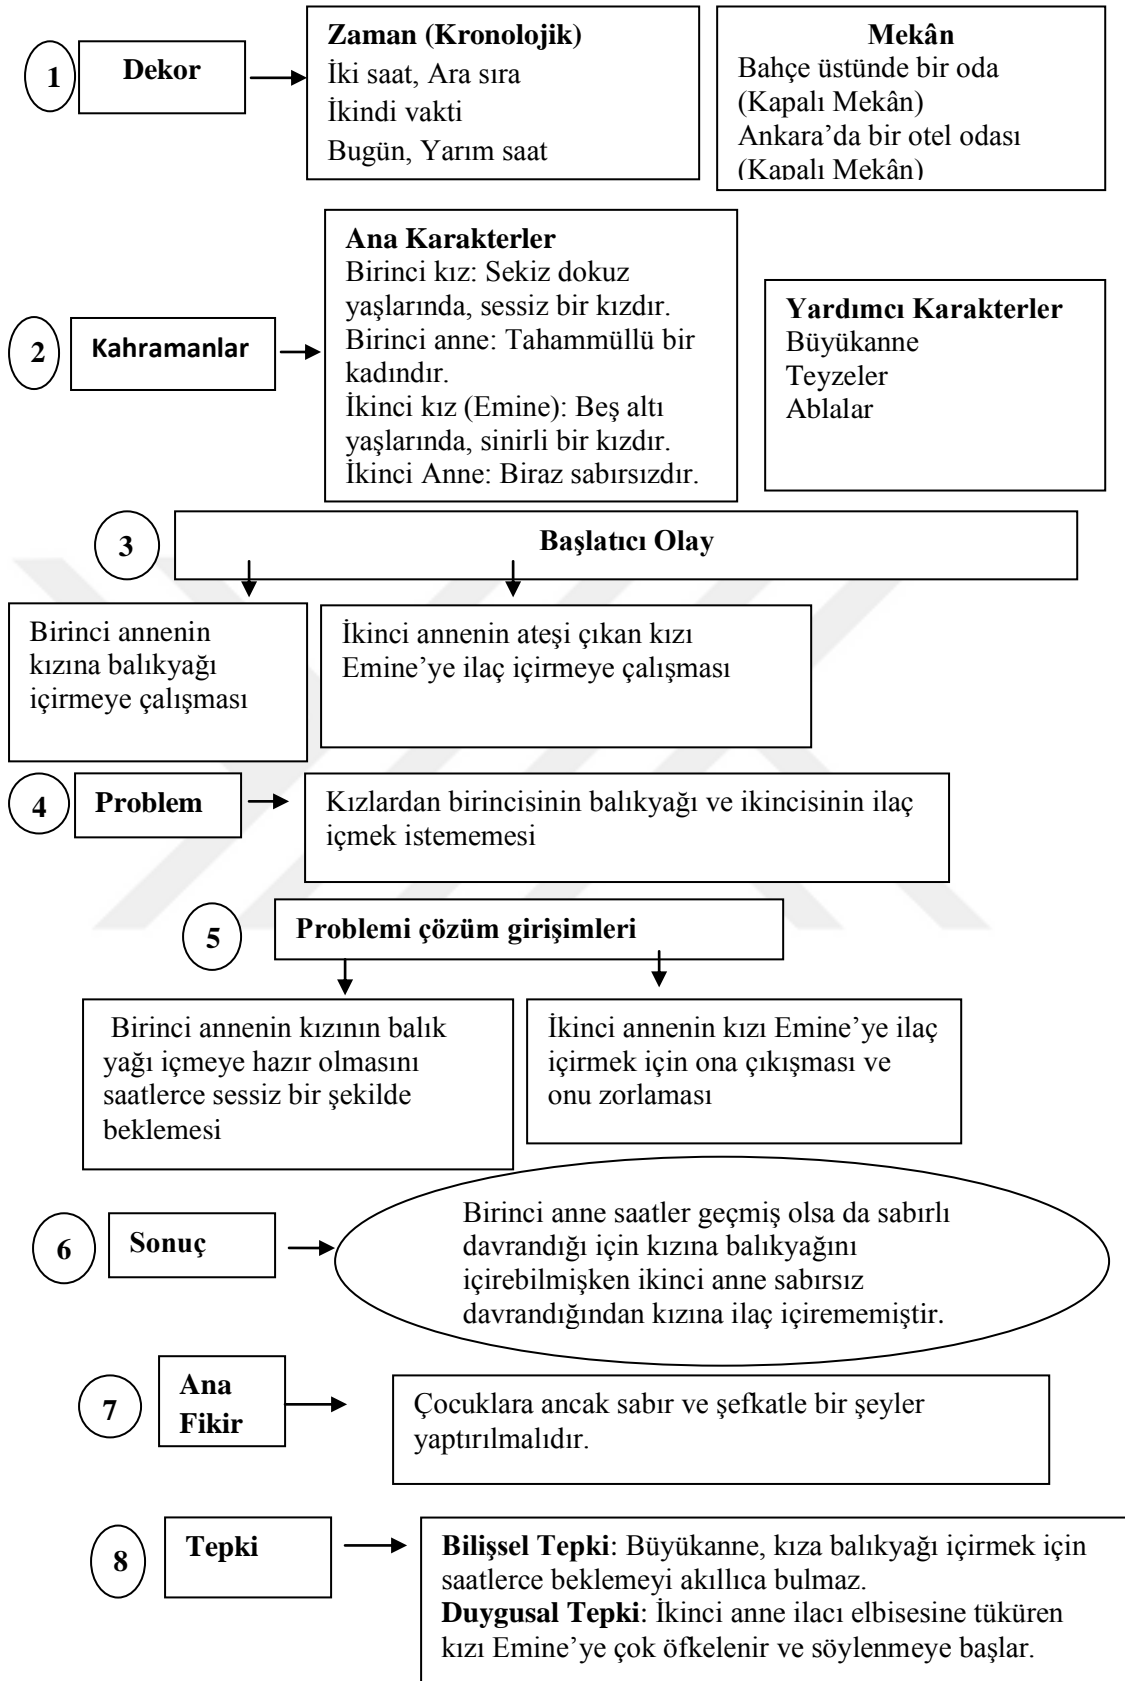 1
Dekor
Zaman (Kronolojik)
İki saat, Ara sıra
İkindi vakti
Bugün, Yarım saat
Mekân
Bahçe üstünde bir oda
(Kapalı Mekân)
Ankara’da bir otel odası
(Kapalı Mekân)
2
Kahramanlar
Ana Karakterler
Birinci kız: Sekiz dokuz
yaşlarında, sessiz bir kızdır.
Birinci anne: Tahammüllü bir
kadındır.
İkinci kız (Emine): Beş altı
yaşlarında, sinirli bir kızdır.
İkinci Anne: Biraz sabırsızdır.
Yardımcı Karakterler
Büyükanne
Teyzeler
Ablalar
3
Başlatıcı Olay
Birinci annenin
kızına balıkyağı
içirmeye çalışması
İkinci annenin ateşi çıkan kızı
Emine’ye ilaç içirmeye çalışması
4
Problem
Kızlardan birincisinin balıkyağı ve ikincisinin ilaç
içmek istememesi
5
Problemi çözüm girişimleri
Birinci annenin kızının balık
yağı içmeye hazır olmasını
saatlerce sessiz bir şekilde
beklemesi
İkinci annenin kızı Emine’ye ilaç
içirmek için ona çıkışması ve
onu zorlaması
6
Sonuç
Birinci anne saatler geçmiş olsa da sabırlı
davrandığı için kızına balıkyağını
içirebilmişken ikinci anne sabırsız
davrandığından kızına ilaç içirememiştir.
7
Ana
Fikir
Çocuklara ancak sabır ve şefkatle bir şeyler
yaptırılmalıdır.
8
Tepki
Bilişsel Tepki: Büyükanne, kıza balıkyağı içirmek için
saatlerce beklemeyi akıllıca bulmaz.
Duygusal Tepki: İkinci anne ilacı elbisesine tüküren
kızı Emine’ye çok öfkelenir ve söylenmeye başlar.